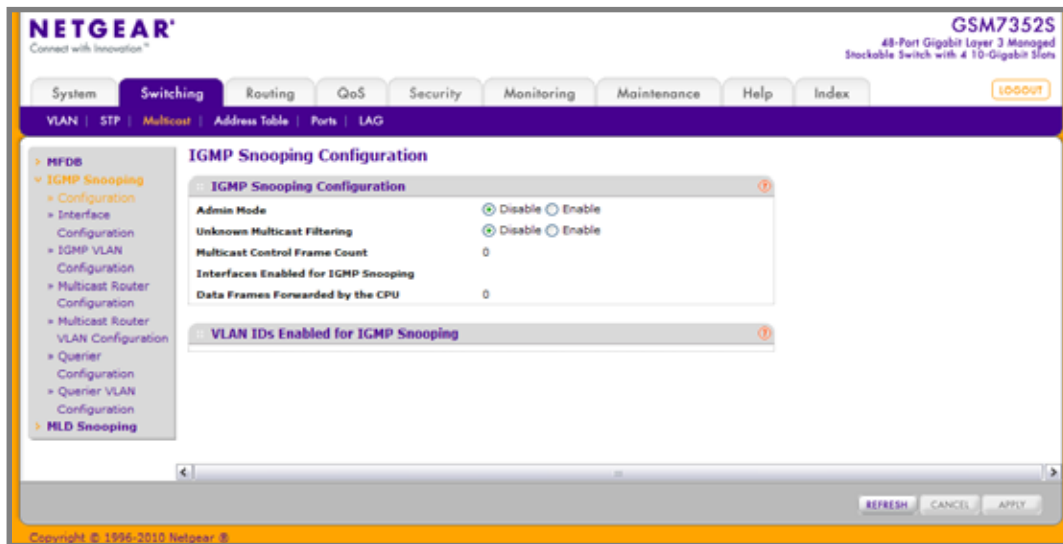 NETGEAR®
Connect with Innovation™
GSM7352S
48-Port Gigabit Layer 3 Managed
Stackable Switch with 4 10-Gigabit Slots
System Switching Routing QoS Security Monitoring Maintenance Help Index LOGOUT
VLAN | STP | Multicast | Address Table | Ports | LAG
MFDB
IGMP Snooping
» Configuration
» Interface
Configuration
» IGMP VLAN
Configuration
» Multicast Router
Configuration
» Multicast Router
VLAN Configuration
» Querier
Configuration
» Querier VLAN
Configuration
MLD Snooping
IGMP Snooping Configuration
IGMP Snooping Configuration ?
Admin Mode Disable Enable
Unknown Multicast Filtering Disable Enable
Multicast Control Frame Count 0
Interfaces Enabled for IGMP Snooping
Data Frames Forwarded by the CPU 0
VLAN IDs Enabled for IGMP Snooping ?
REFRESH CANCEL APPLY
Copyright © 1996-2010 Netgear ®